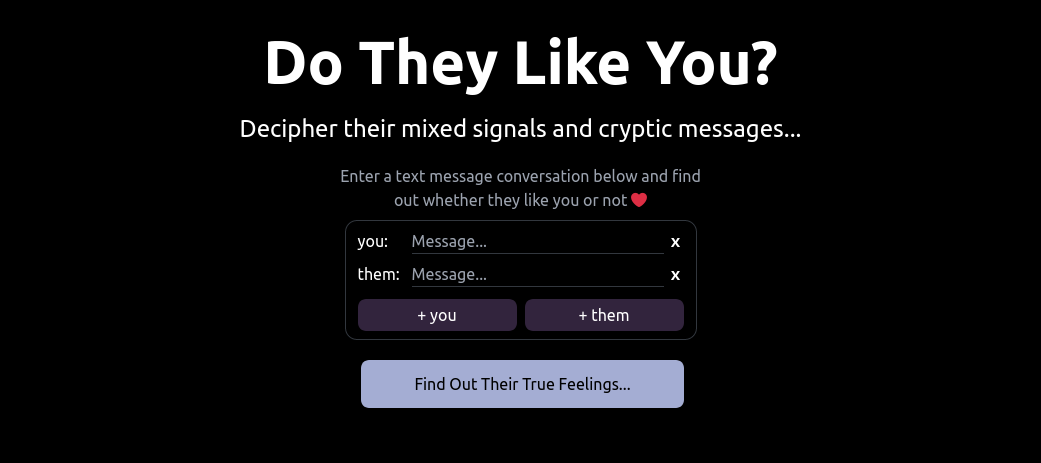 Do They Like You?
Decipher their mixed signals and cryptic messages...
Enter a text message conversation below and find
out whether they like you or not ❤️
you: Message... x
them: Message... x
+ you + them
Find Out Their True Feelings...